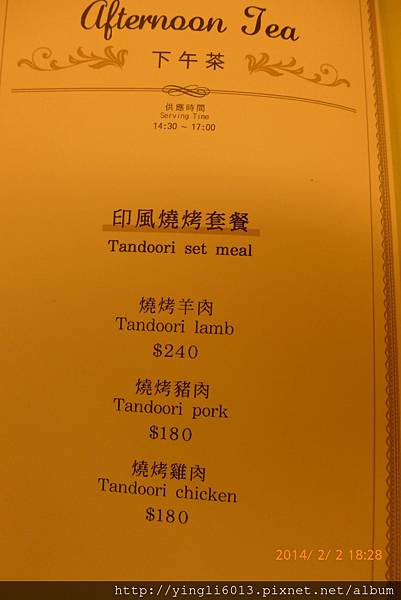 Afternoon Tea
下午茶
供應時間
Serving Time
14:30 ~ 17:00
印風燒烤套餐
Tandoori set meal
燒烤羊肉
Tandoori lamb
$240
燒烤豬肉
Tandoori pork
$180
燒烤雞肉
Tandoori chicken
$180
2014/ 2/ 2 18:28
http://yingli6013.pixnet.net/album